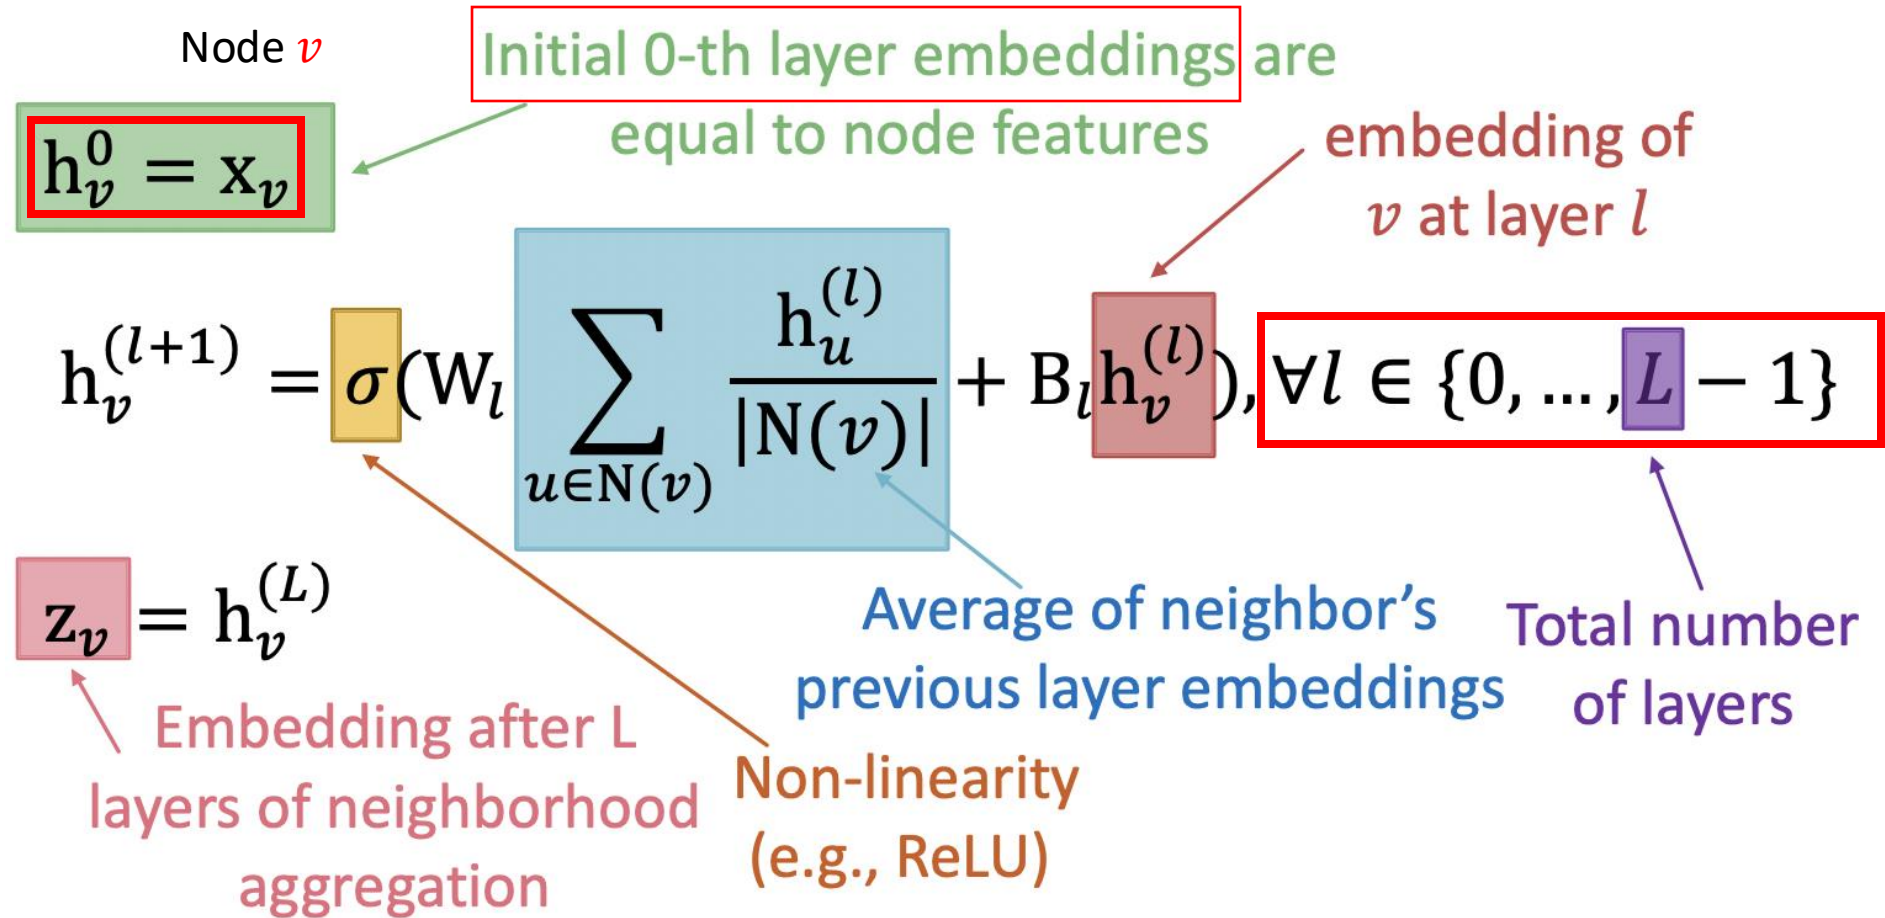 Node 𝑣
Initial 0-th layer embeddings are
equal to node features
h_𝑣^0 = x_𝑣
embedding of
𝑣 at layer 𝑙
h_𝑣^(𝑙+1) = σ(W_𝑙 ∑_{𝑢∈N(𝑣)} h_𝑢^(𝑙) / |N(𝑣)| + B_𝑙 h_𝑣^(𝑙)), ∀𝑙 ∈ {0, …, 𝐿 − 1}
z_𝑣 = h_𝑣^(𝐿)
Average of neighbor’s
previous layer embeddings
Total number
of layers
Embedding after L
layers of neighborhood
aggregation
Non-linearity
(e.g., ReLU)